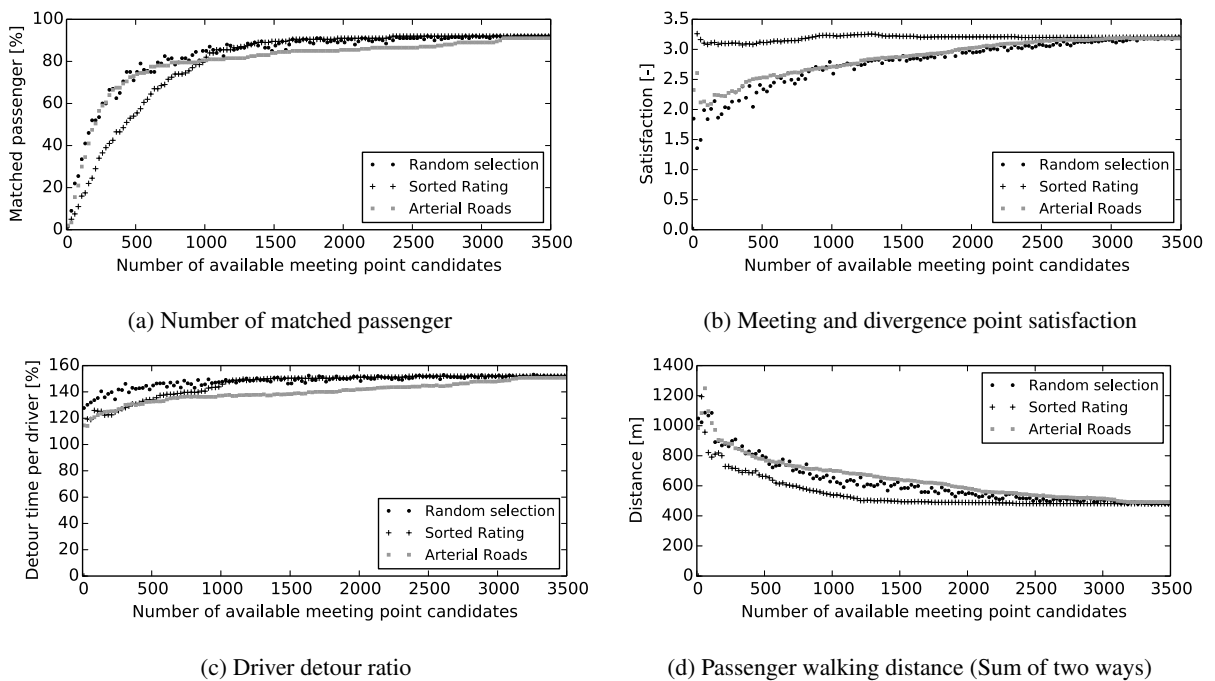 100
80
60
40
20
0
0 500 1000 1500 2000 2500 3000 3500
Matched passenger [%]
Random selection
Sorted Rating
Arterial Roads
Number of available meeting point candidates
(a) Number of matched passenger
3.5
3.0
2.5
2.0
1.5
1.0
0.5
0.0
0 500 1000 1500 2000 2500 3000 3500
Satisfaction [-]
Random selection
Sorted Rating
Arterial Roads
Number of available meeting point candidates
(b) Meeting and divergence point satisfaction
160
140
120
100
80
60
40
20
0
0 500 1000 1500 2000 2500 3000 3500
Detour time per driver [%]
Random selection
Sorted Rating
Arterial Roads
Number of available meeting point candidates
(c) Driver detour ratio
1400
1200
1000
800
600
400
200
0
0 500 1000 1500 2000 2500 3000 3500
Distance [m]
Random selection
Sorted Rating
Arterial Roads
Number of available meeting point candidates
(d) Passenger walking distance (Sum of two ways)